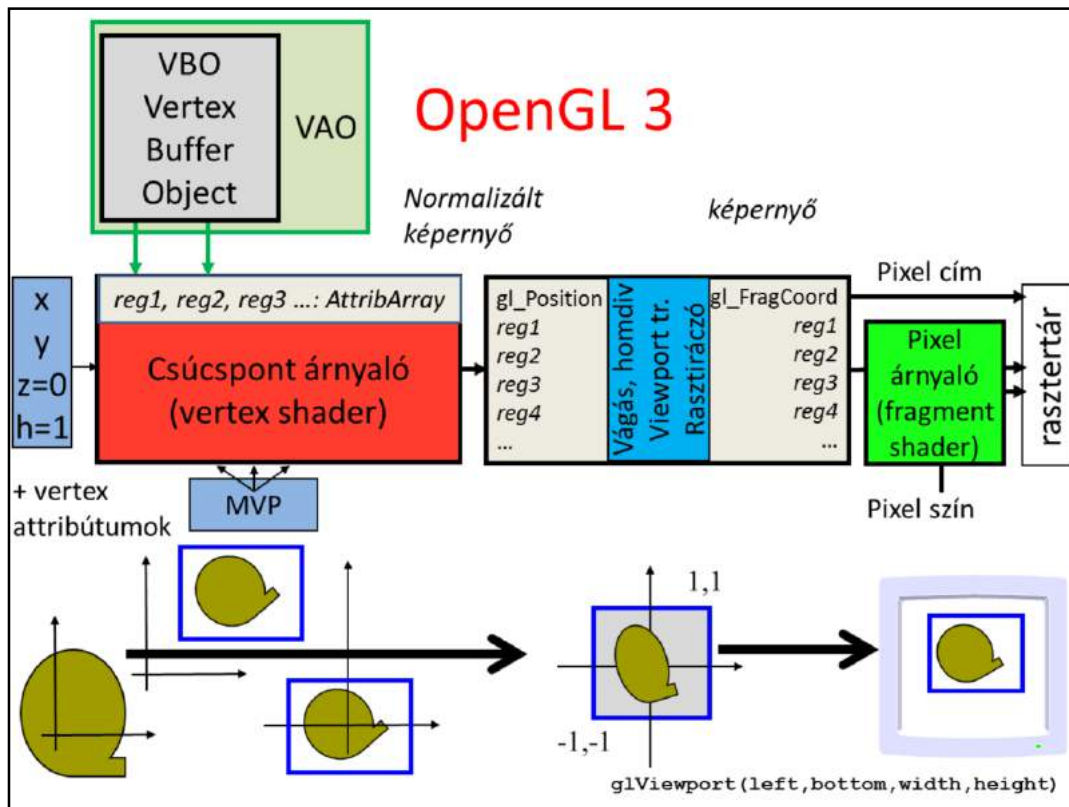 VBO
Vertex
Buffer
Object
VAO
OpenGL 3
Normalizált
képernyő
képernyő
x
y
z=0
h=1
reg1, reg2, reg3 …: AttribArray
Csúcspont árnyaló
(vertex shader)
gl_Position
reg1
reg2
reg3
reg4
…
Vágás, homdiv
Viewport tr.
Rasztirázó
gl_FragCoord
reg1
reg2
reg3
reg4
…
Pixel cím
Pixel
árnyaló
(fragment
shader)
rasztertár
Pixel szín
+ vertex
attribútumok
MVP
1,1
-1,-1
glViewport(left,bottom,width,height)